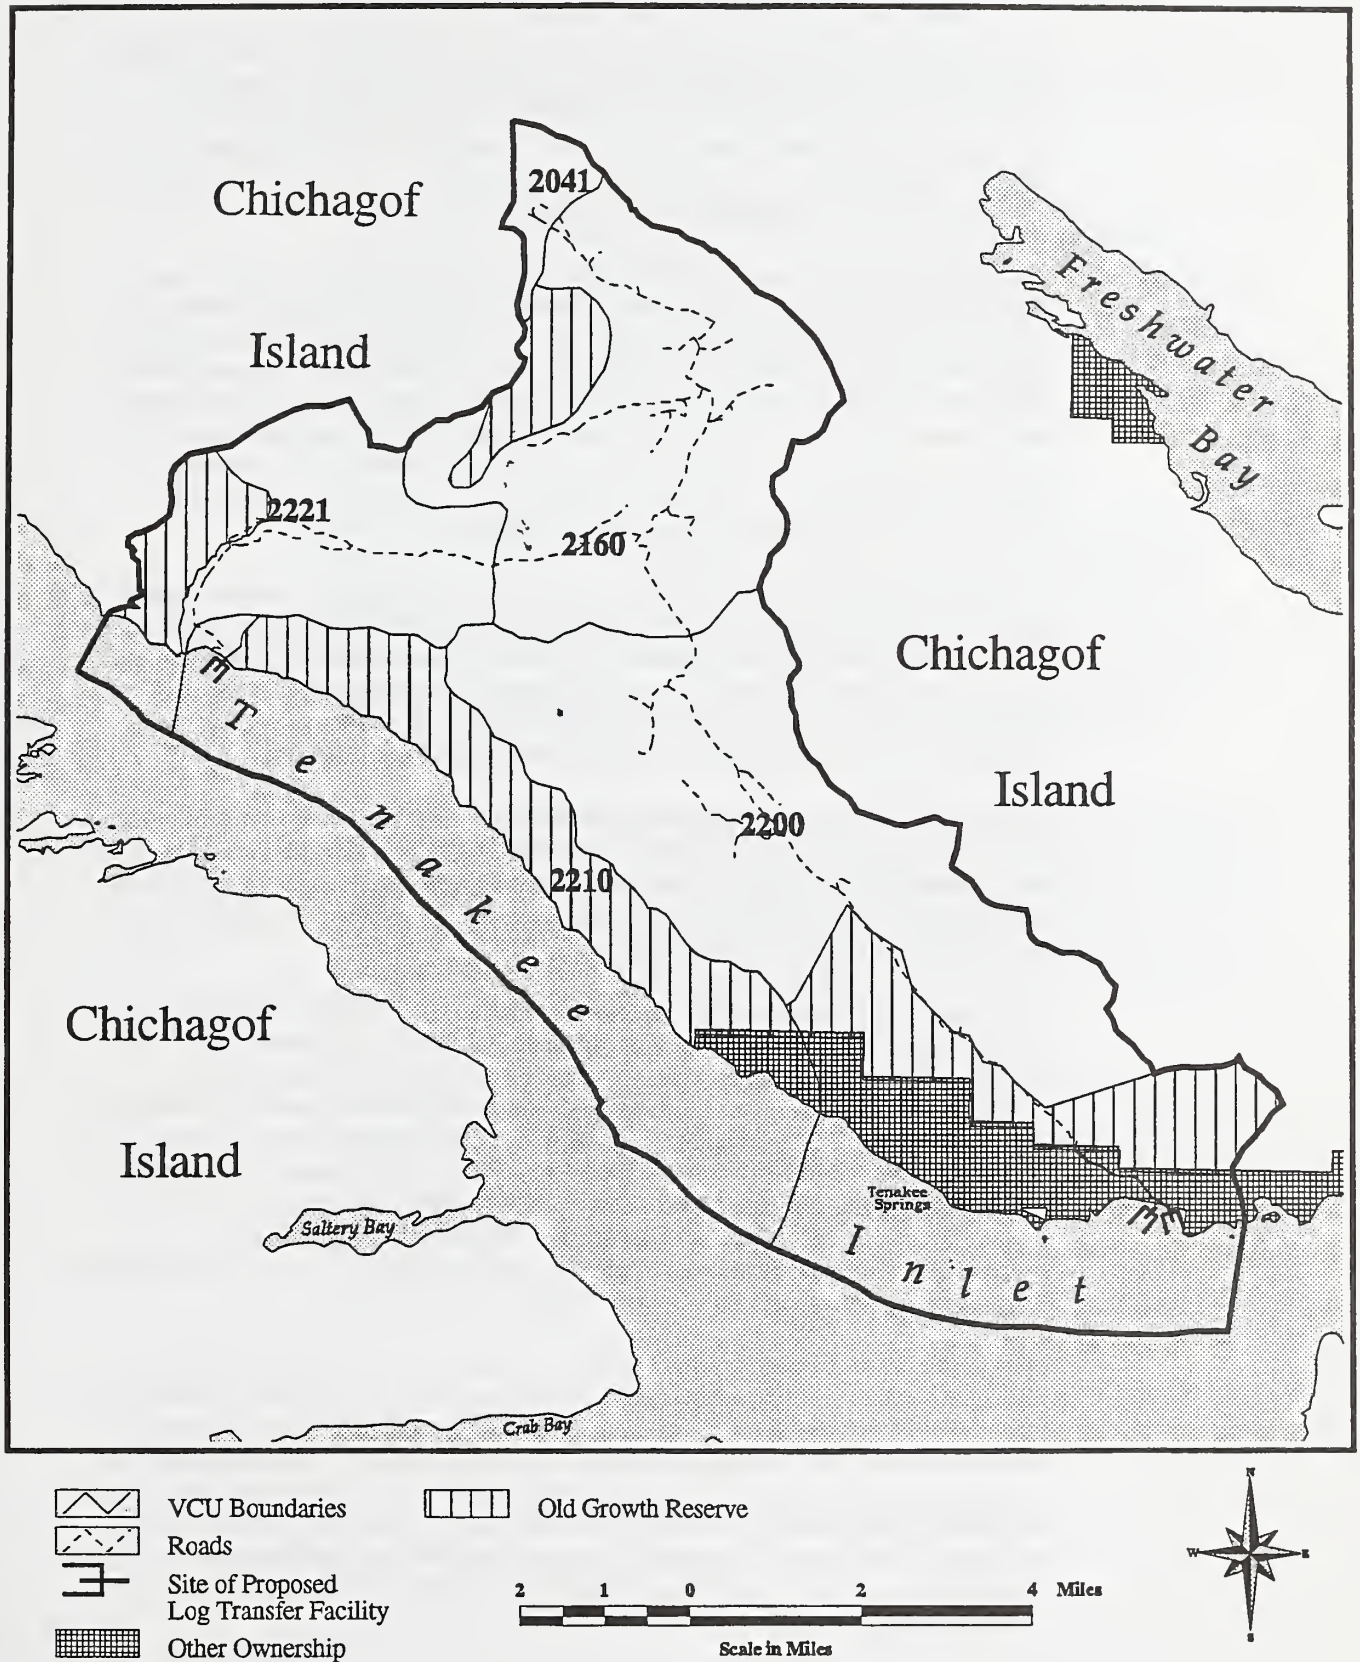 2041
Chichagof
Island
Freshwater
Bay
2221
2160
Chichagof
Island
Tenakee
2200
2210
Chichagof
Island
Tenakee
Springs
Saltery Bay
Inlet
Crab Bay
VCU Boundaries
Old Growth Reserve
Roads
Site of Proposed
Log Transfer Facility
Other Ownership
2 1 0 2 4 Miles
Scale in Miles
N
W E
S